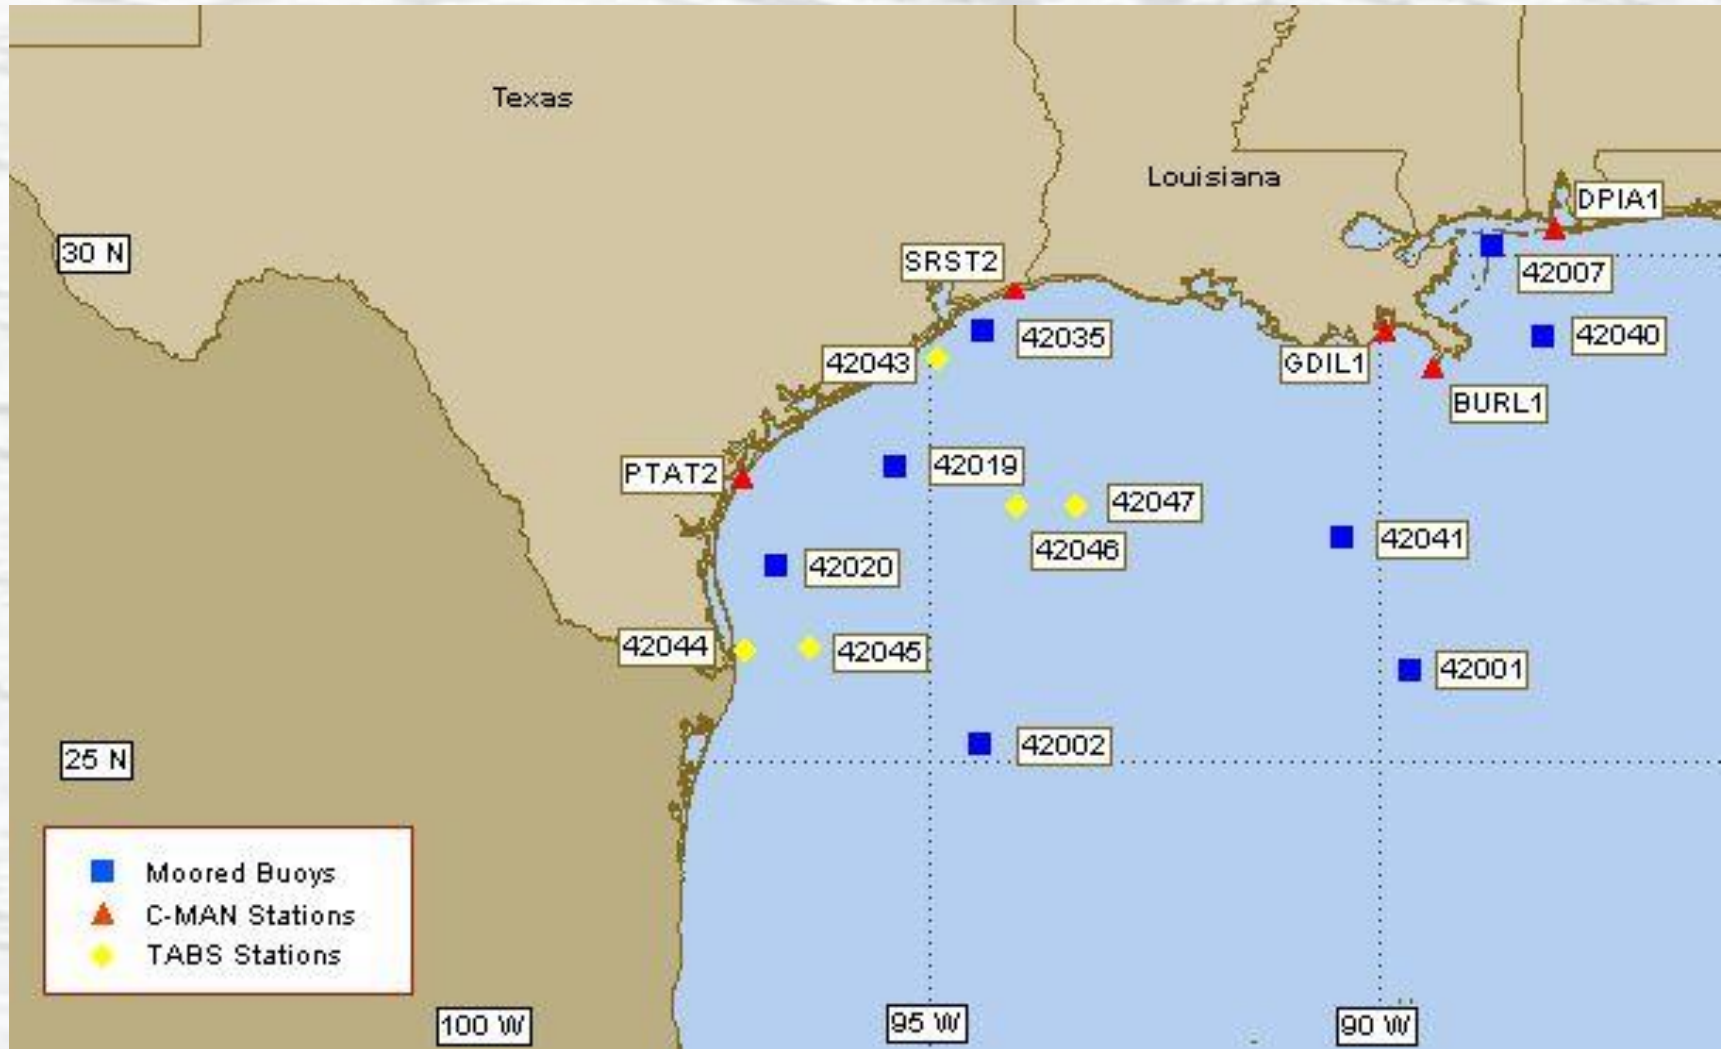 Texas
Louisiana
DPIA1
30 N
SRST2
42007
42035
42040
42043
GDIL1
BURL1
PTAT2
42019
42047
42046
42041
42020
42044
42045
42001
42002
25 N
Moored Buoys
C-MAN Stations
TABS Stations
100 W
95 W
90 W